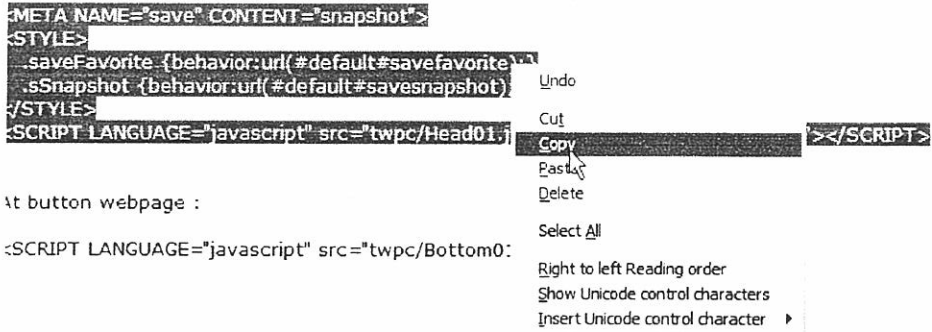 <META NAME="save" CONTENT="snapshot">
<STYLE>
.saveFavorite {behavior:url(#default#savefavorite);}
.sSnapshot {behavior:url(#default#savesnapshot)
</STYLE>
<SCRIPT LANGUAGE="javascript" src="twpc/Head01.j "></SCRIPT>
At button webpage :
<SCRIPT LANGUAGE="javascript" src="twpc/Bottom01
Undo
Cut
Copy
Paste
Delete
Select All
Right to left Reading order
Show Unicode control characters
Insert Unicode control character